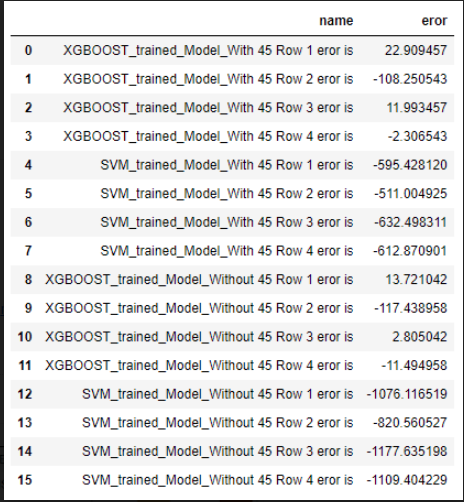 name eror
0 XGBOOST_trained_Model_With 45 Row 1 eror is 22.909457
1 XGBOOST_trained_Model_With 45 Row 2 eror is -108.250543
2 XGBOOST_trained_Model_With 45 Row 3 eror is 11.993457
3 XGBOOST_trained_Model_With 45 Row 4 eror is -2.306543
4 SVM_trained_Model_With 45 Row 1 eror is -595.428120
5 SVM_trained_Model_With 45 Row 2 eror is -511.004925
6 SVM_trained_Model_With 45 Row 3 eror is -632.498311
7 SVM_trained_Model_With 45 Row 4 eror is -612.870901
8 XGBOOST_trained_Model_Without 45 Row 1 eror is 13.721042
9 XGBOOST_trained_Model_Without 45 Row 2 eror is -117.438958
10 XGBOOST_trained_Model_Without 45 Row 3 eror is 2.805042
11 XGBOOST_trained_Model_Without 45 Row 4 eror is -11.494958
12 SVM_trained_Model_Without 45 Row 1 eror is -1076.116519
13 SVM_trained_Model_Without 45 Row 2 eror is -820.560527
14 SVM_trained_Model_Without 45 Row 3 eror is -1177.635198
15 SVM_trained_Model_Without 45 Row 4 eror is -1109.404229